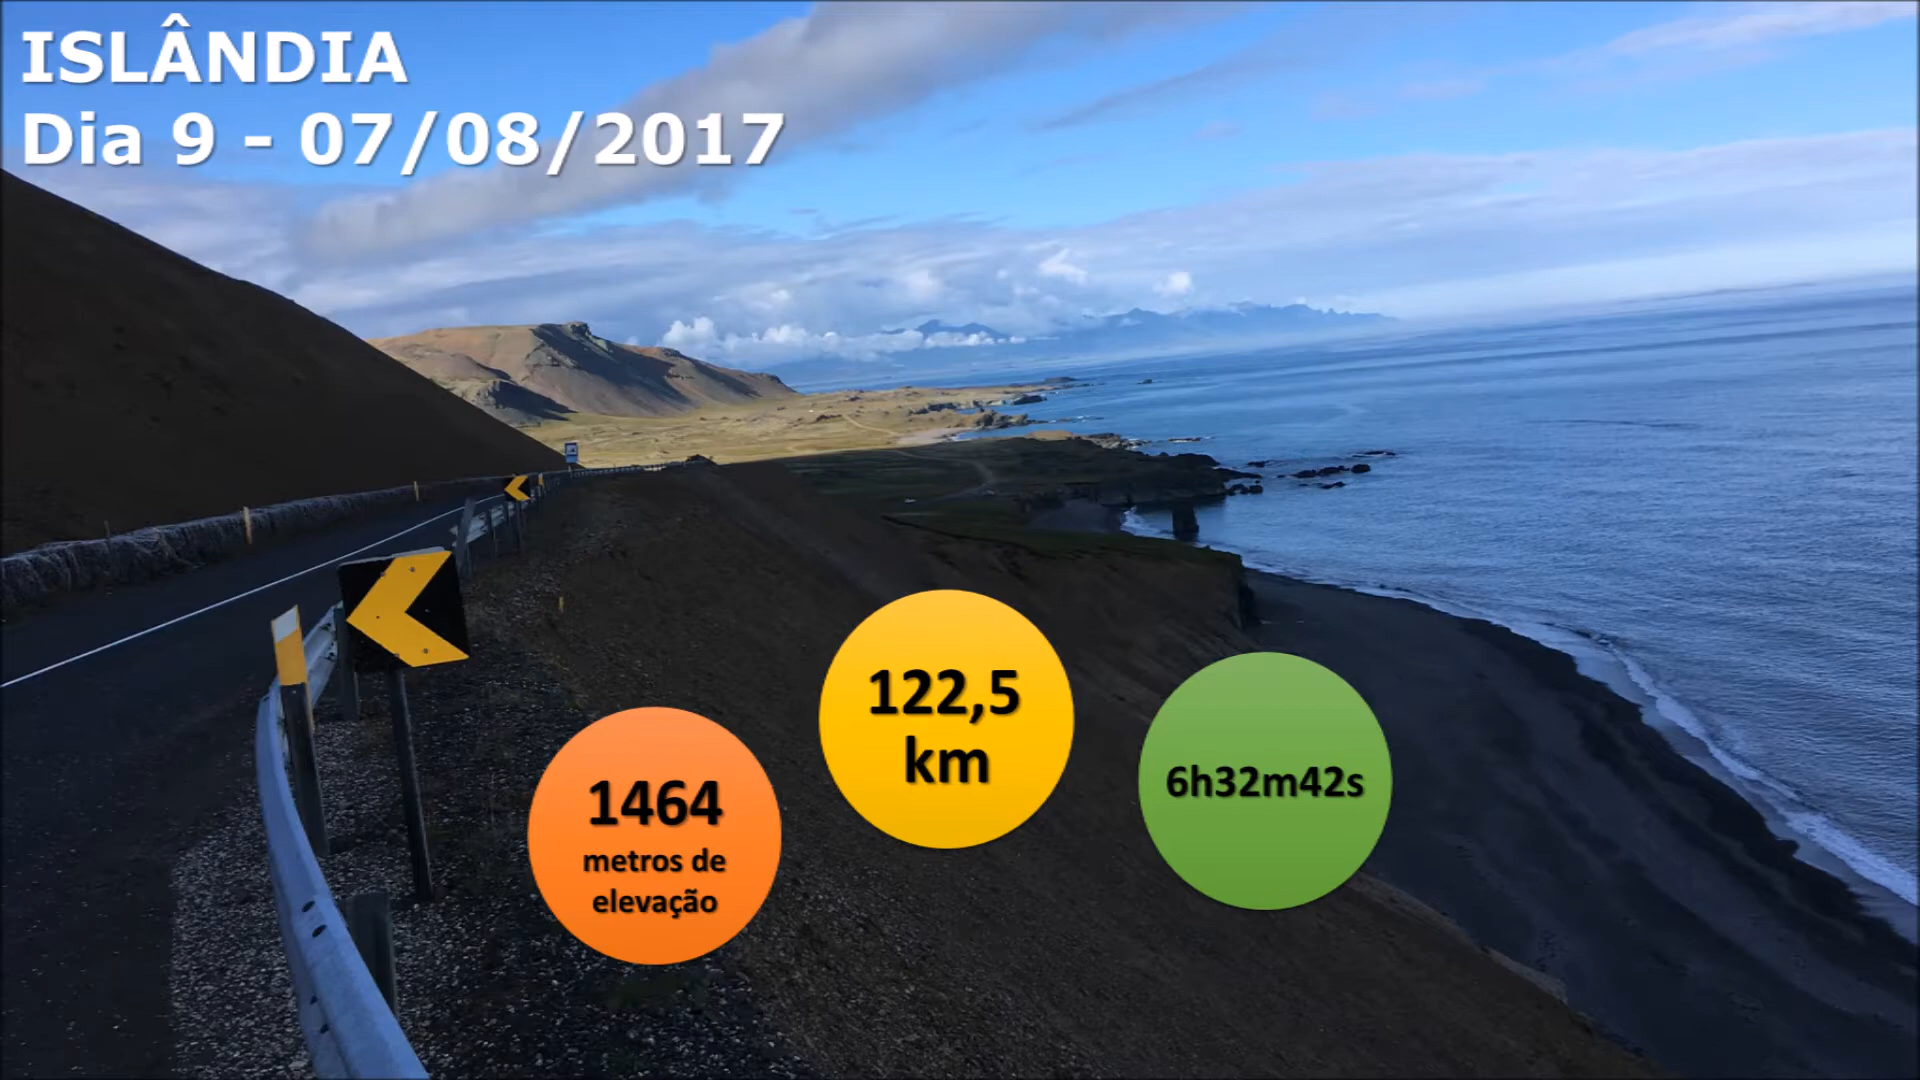 ISLÂNDIA
Dia 9 - 07/08/2017
122,5
km
6h32m42s
1464
metros de
elevação